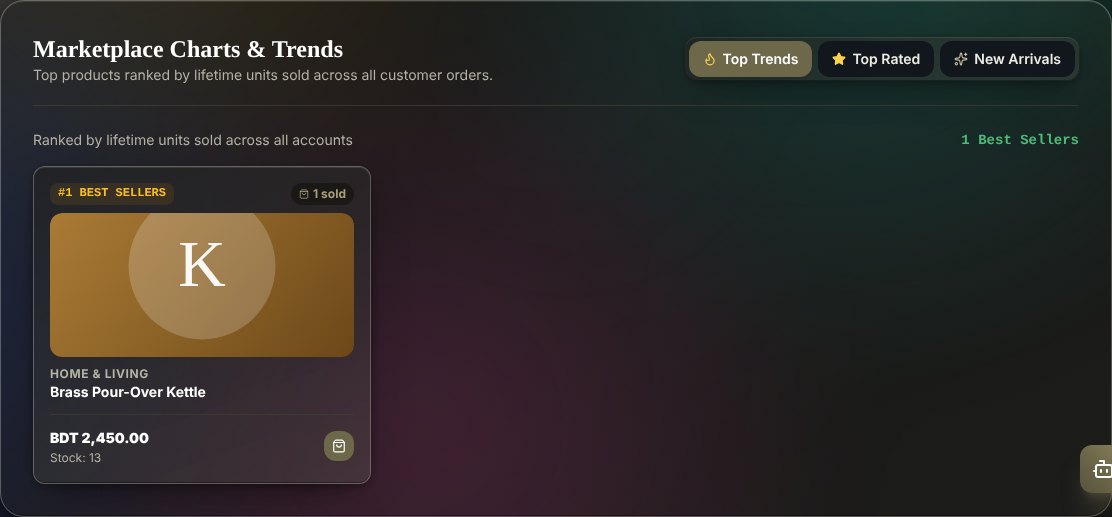 Marketplace Charts & Trends
Top products ranked by lifetime units sold across all customer orders.
Top Trends
Top Rated
New Arrivals
Ranked by lifetime units sold across all accounts
1 Best Sellers
#1 BEST SELLERS
1 sold
K
HOME & LIVING
Brass Pour-Over Kettle
BDT 2,450.00
Stock: 13